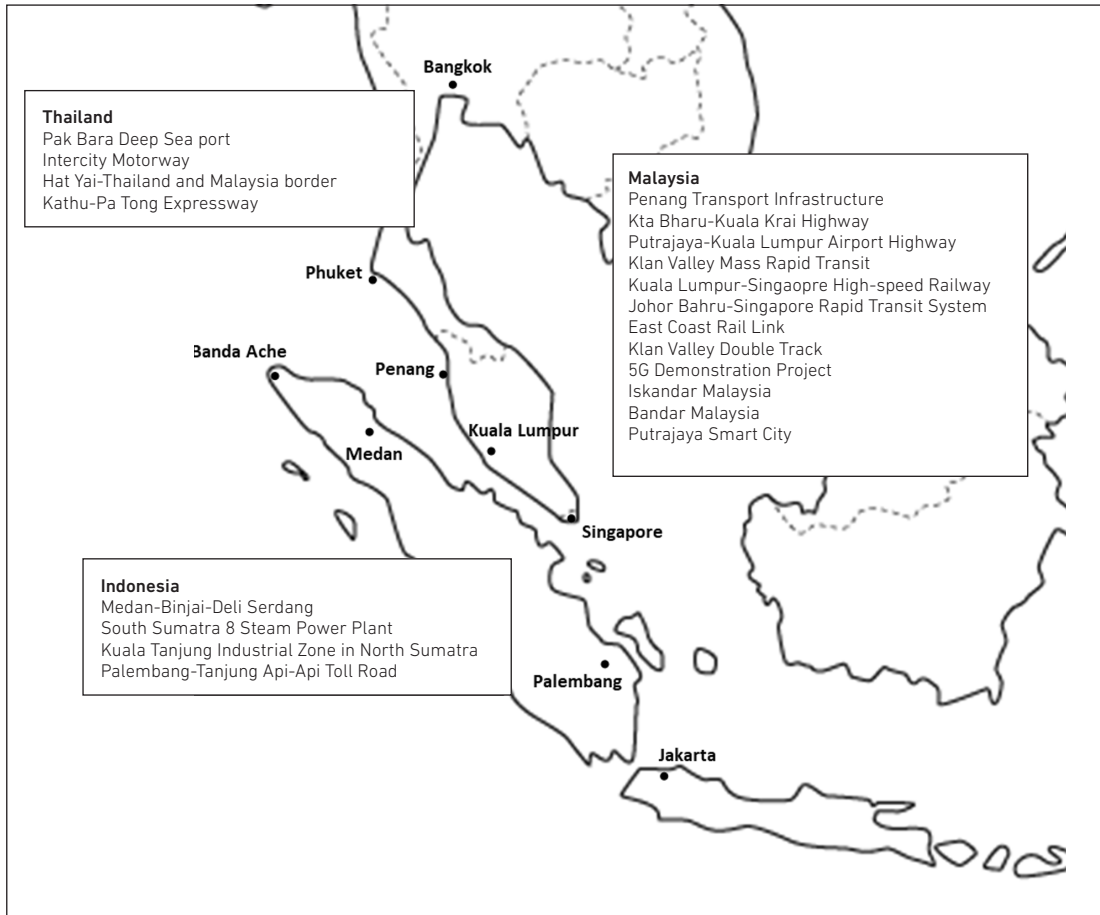 Bangkok
Thailand
Pak Bara Deep Sea port
Intercity Motorway
Hat Yai-Thailand and Malaysia border
Kathu-Pa Tong Expressway
Malaysia
Penang Transport Infrastructure
Kta Bharu-Kuala Krai Highway
Putrajaya-Kuala Lumpur Airport Highway
Klan Valley Mass Rapid Transit
Kuala Lumpur-Singaopre High-speed Railway
Johor Bahru-Singapore Rapid Transit System
East Coast Rail Link
Klan Valley Double Track
5G Demonstration Project
Iskandar Malaysia
Bandar Malaysia
Putrajaya Smart City
Phuket
Banda Ache
Penang
Medan
Kuala Lumpur
Singapore
Indonesia
Medan-Binjai-Deli Serdang
South Sumatra 8 Steam Power Plant
Kuala Tanjung Industrial Zone in North Sumatra
Palembang-Tanjung Api-Api Toll Road
Palembang
Jakarta